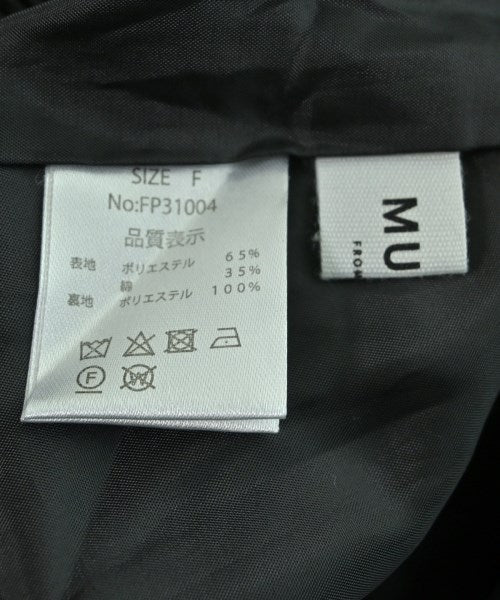 SIZE F
No:FP31004
品質表示
表地 ポリエステル 65%
綿 35%
裏地 ポリエステル 100%
F
W
MU
FRO